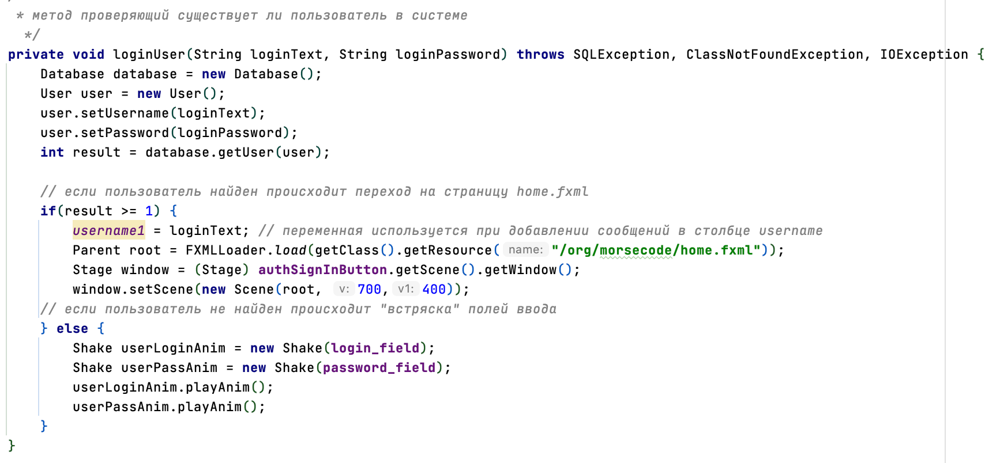 * метод проверяющий существует ли пользователь в системе
*/
private void loginUser(String loginText, String loginPassword) throws SQLException, ClassNotFoundException, IOException {
Database database = new Database();
User user = new User();
user.setUsername(loginText);
user.setPassword(loginPassword);
int result = database.getUser(user);
// если пользователь найден происходит переход на страницу home.fxml
if(result >= 1) {
username1 = loginText; // переменная используется при добавлении сообщений в столбце username
Parent root = FXMLLoader.load(getClass().getResource( name: "/org/morsecode/home.fxml"));
Stage window = (Stage) authSignInButton.getScene().getWindow();
window.setScene(new Scene(root, v: 700, v1: 400));
// если пользователь не найден происходит "встряска" полей ввода
} else {
Shake userLoginAnim = new Shake(login_field);
Shake userPassAnim = new Shake(password_field);
userLoginAnim.playAnim();
userPassAnim.playAnim();
}
}